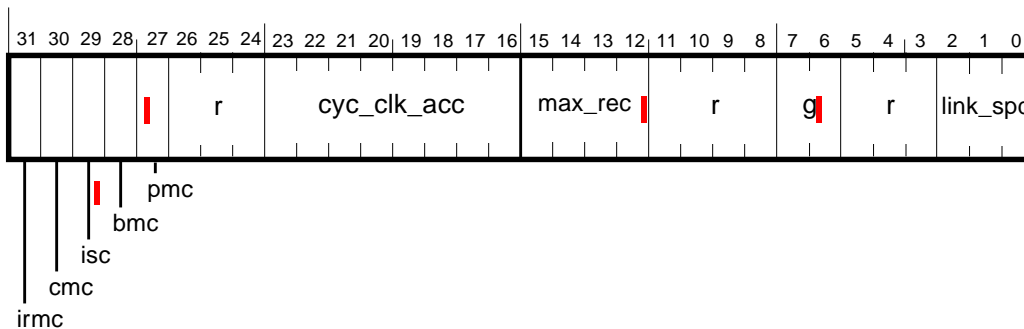 31 30 29 28 27 26 25 24 23 22 21 20 19 18 17 16 15 14 13 12 11 10 9 8 7 6 5 4 3 2 1 0
r cyc_clk_acc max_rec r g r link_spd
pmc
bmc
isc
cmc
irmc